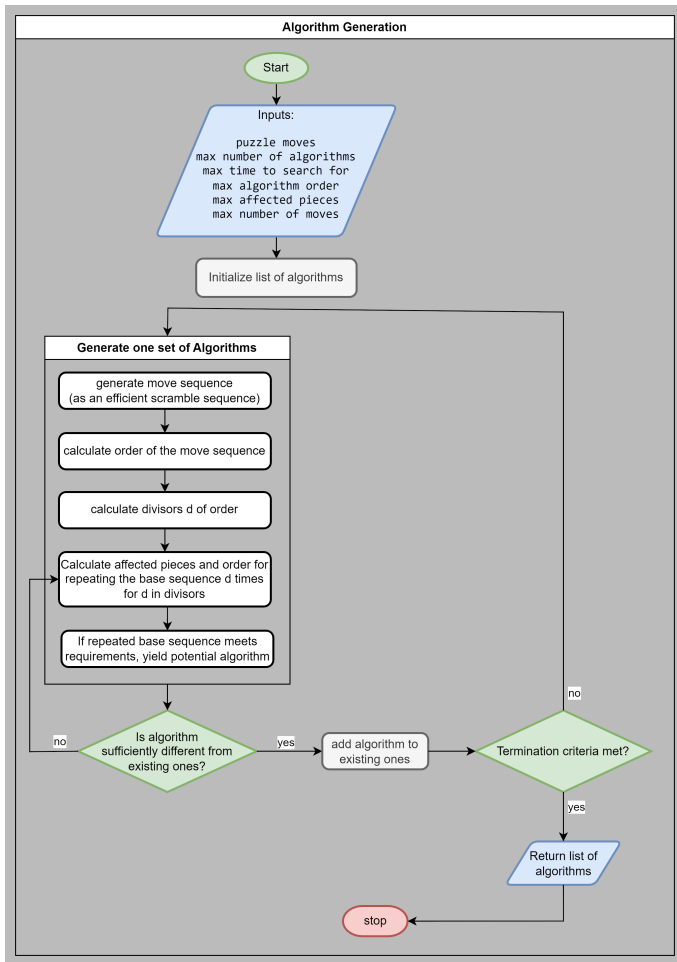 Algorithm Generation
Start
Inputs:
puzzle moves
max number of algorithms
max time to search for
max algorithm order
max affected pieces
max number of moves
Initialize list of algorithms
Generate one set of Algorithms
generate move sequence
(as an efficient scramble sequence)
calculate order of the move sequence
calculate divisors d of order
Calculate affected pieces and order for
repeating the base sequence d times
for d in divisors
If repeated base sequence meets
requirements, yield potential algorithm
no
Is algorithm
sufficiently different from
existing ones?
no
yes
add algorithm to
existing ones
Termination criteria met?
yes
Return list of
algorithms
stop